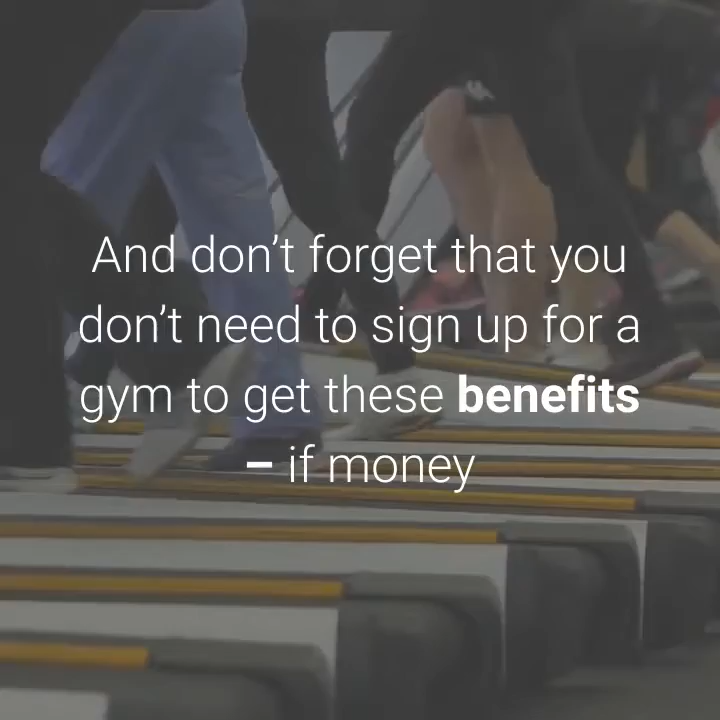 And don’t forget that you
don’t need to sign up for a
gym to get these benefits
– if money